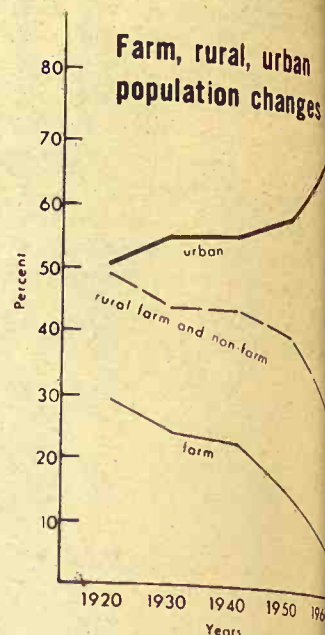 Farm, rural, urban
population changes
80
70
60
50
40
30
20
10
Percent
urban
rural farm and non-farm
farm
1920 1930 1940 1950
Years